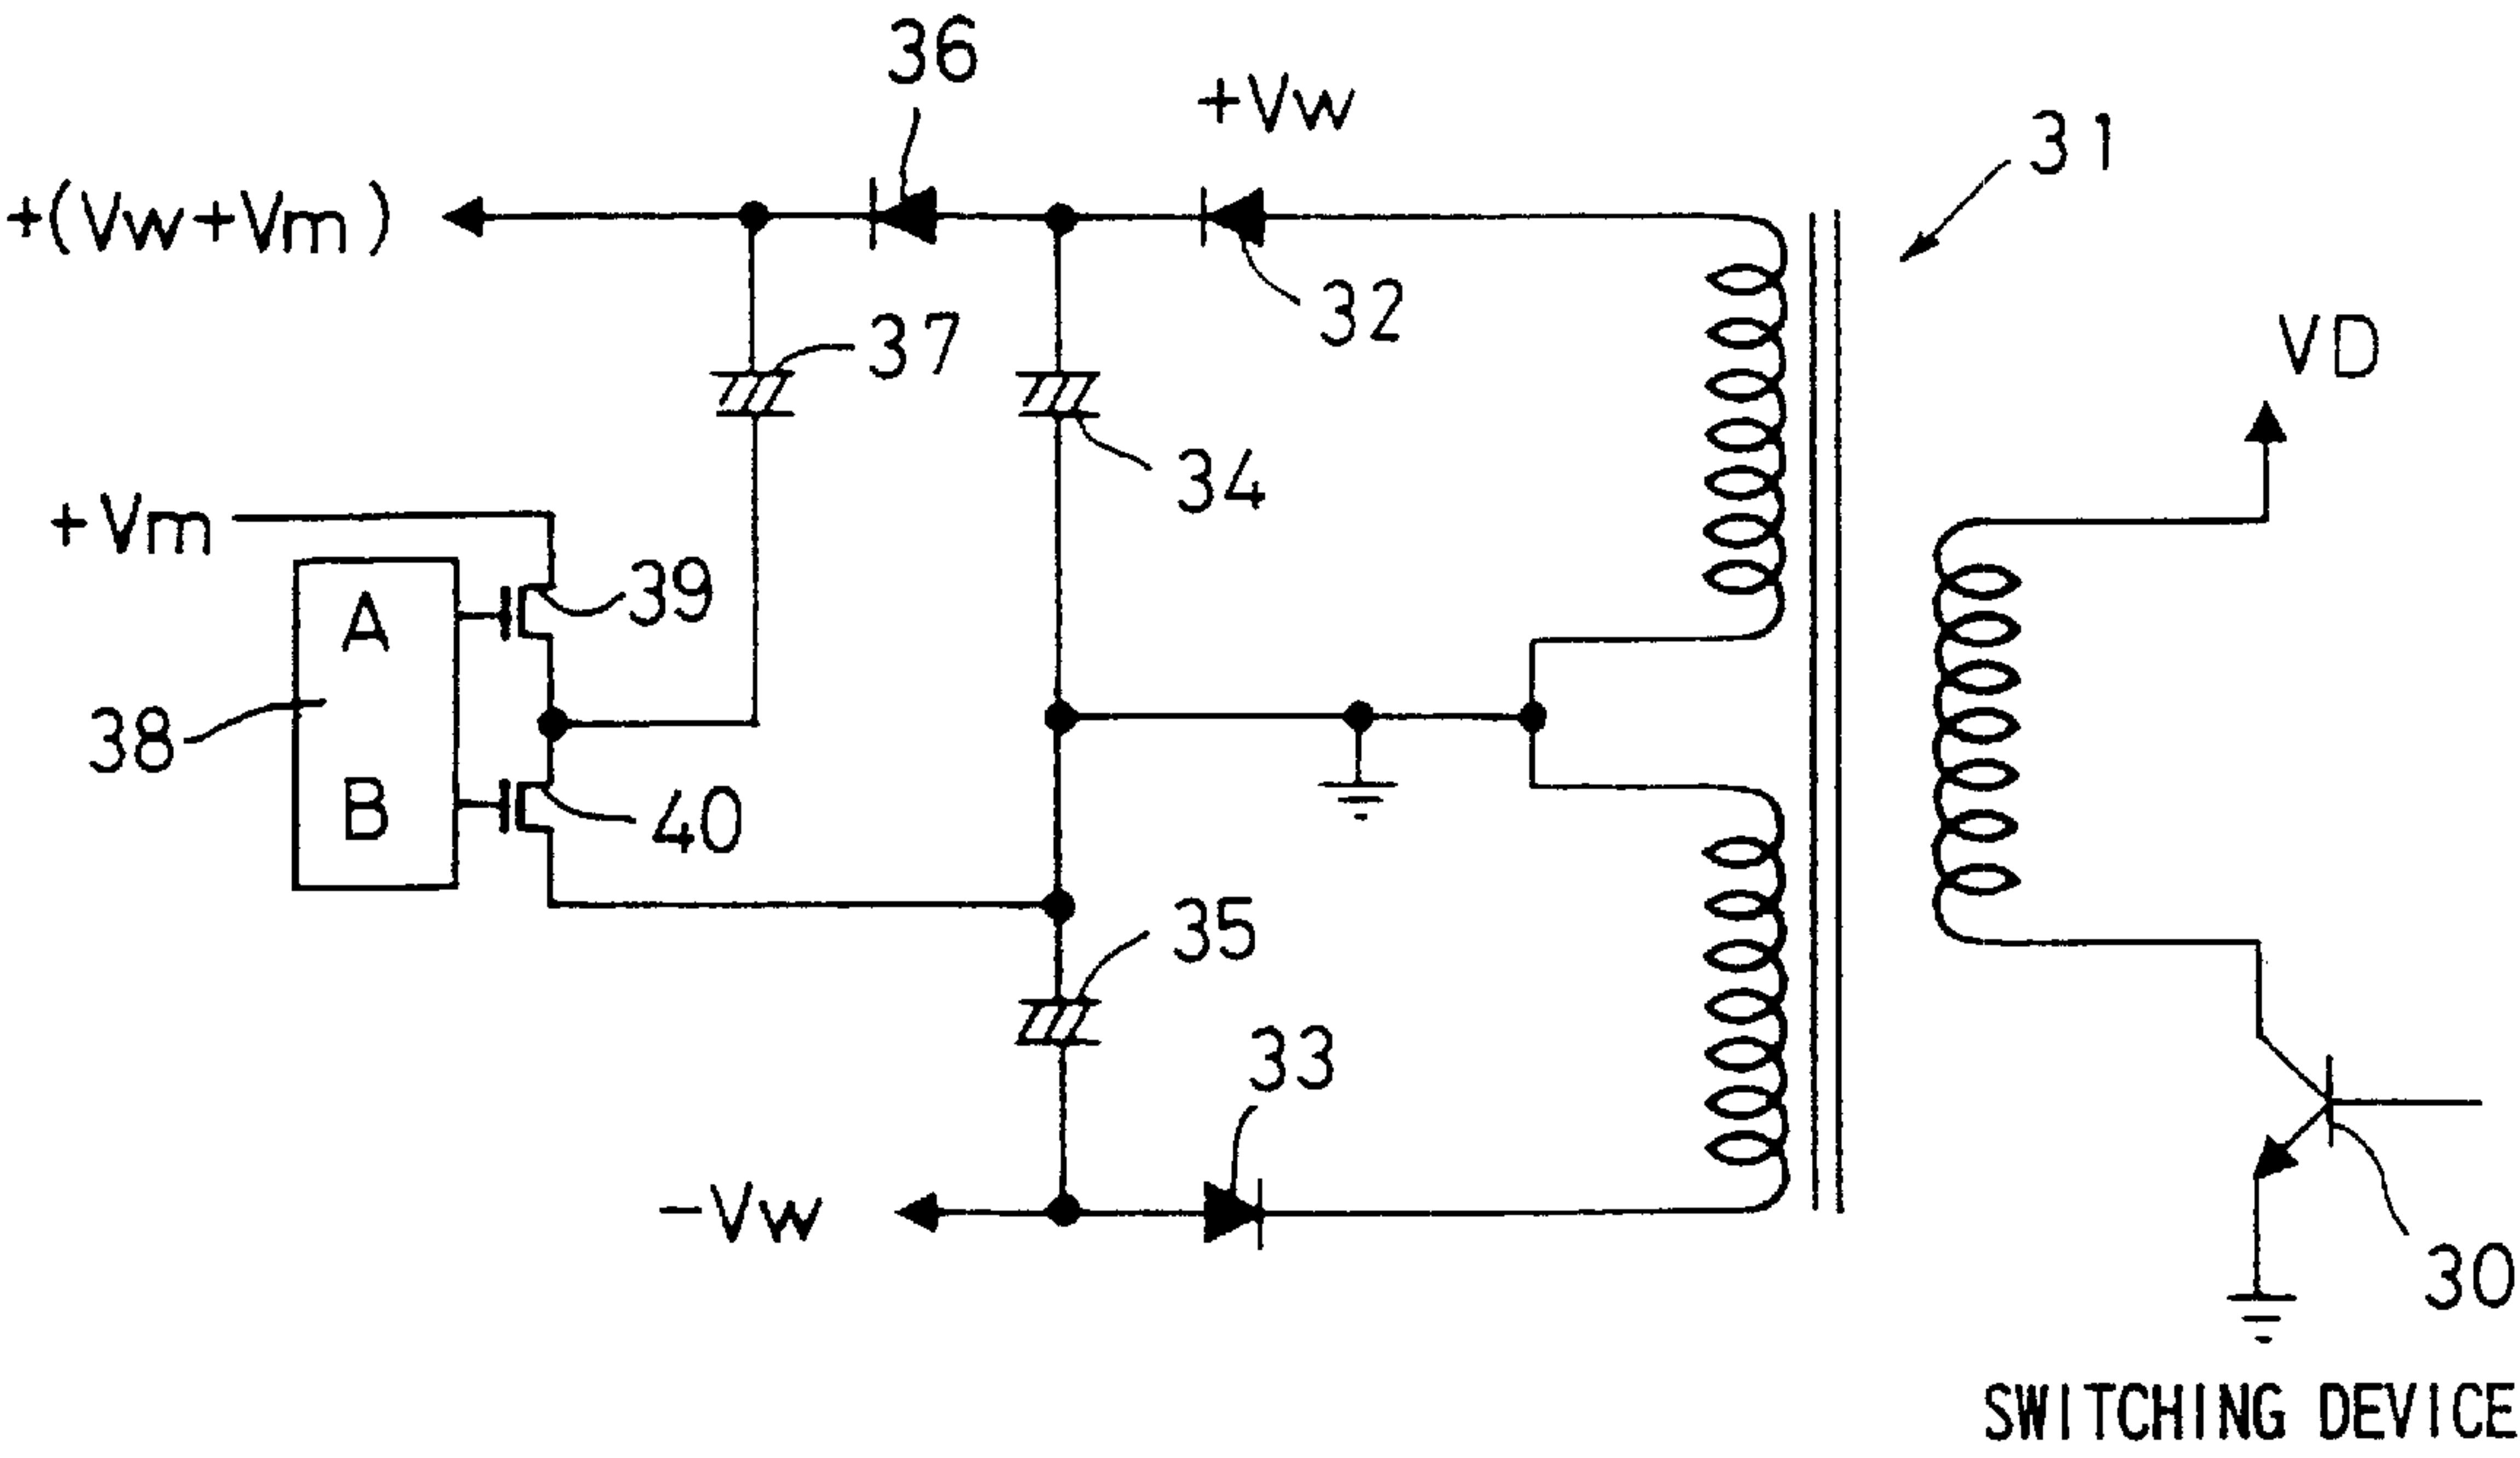 36
+Vw
31
+(Vw+Vm)
32
37
VD
34
+Vm
39
A
38
B
40
35
33
-Vw
30
SWITCHING DEVICE